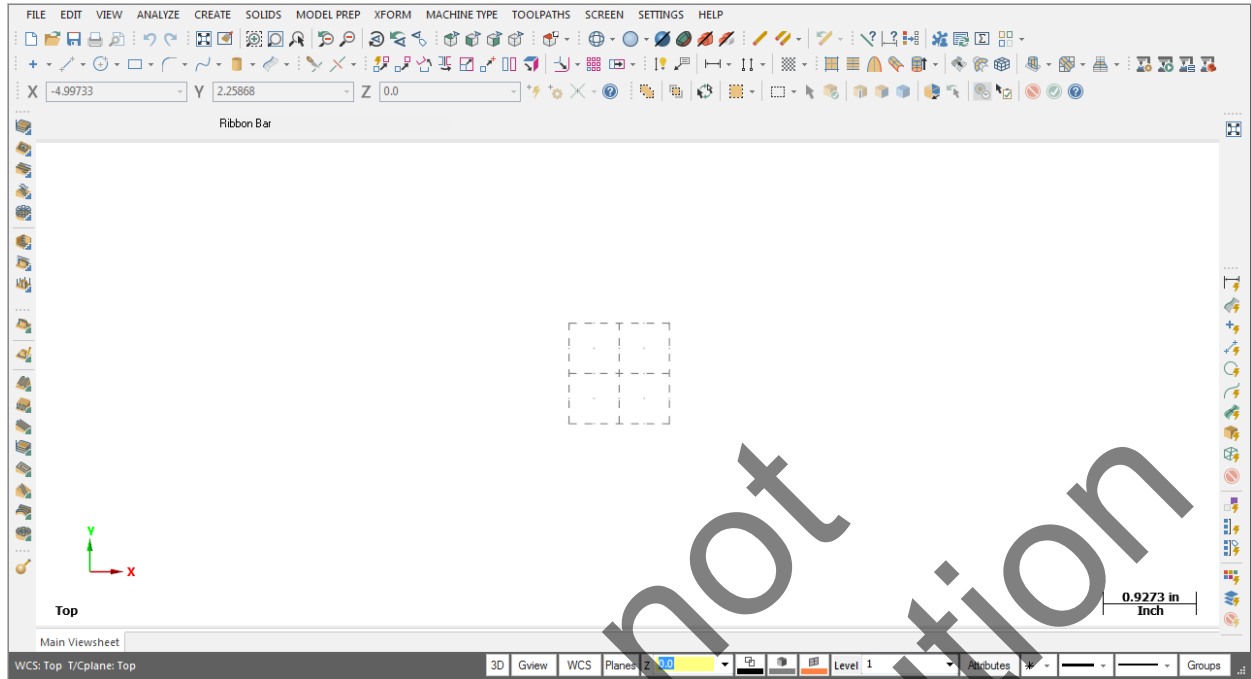 FILE EDIT VIEW ANALYZE CREATE SOLIDS MODEL PREP XFORM MACHINE TYPE TOOLPATHS SCREEN SETTINGS HELP
X -4.99733 Y 2.25868 Z 0.0
Ribbon Bar
Y
X
Top
0.9273 in
Inch
Main Viewsheet
WCS: Top T/Cplane: Top 3D Gview WCS Planes Z 0.0 Level 1 Attributes Groups
not
ution